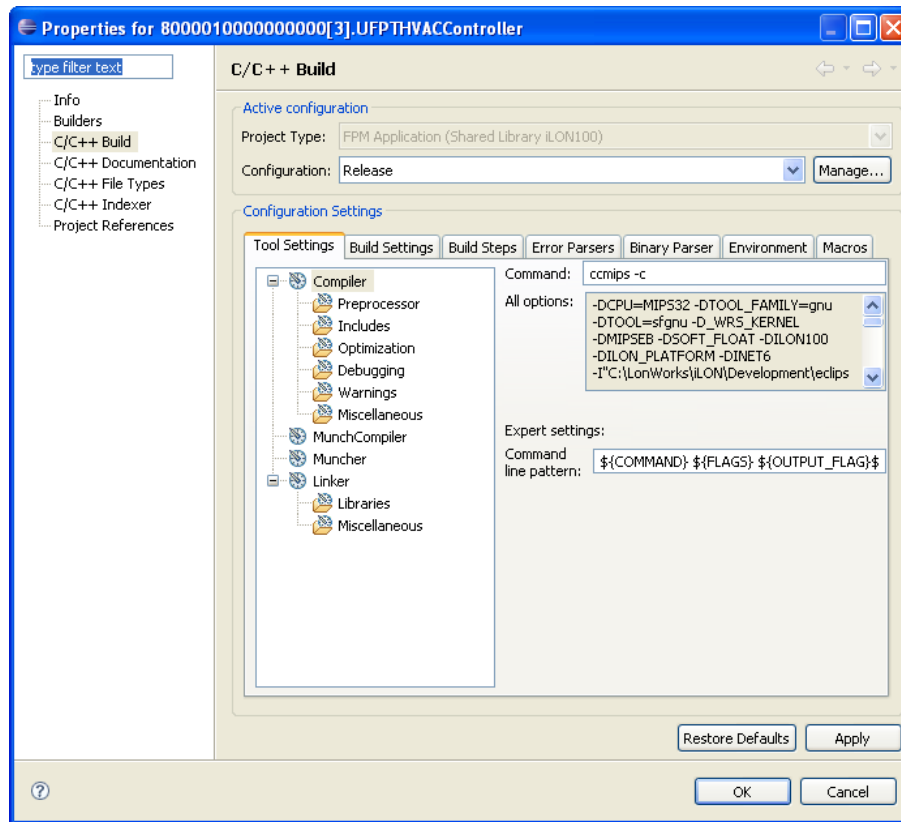 Properties for 8000010000000000[3].UFPTHVACController
type filter text
Info
Builders
C/C++ Build
C/C++ Documentation
C/C++ File Types
C/C++ Indexer
Project References
C/C++ Build
Active configuration
Project Type: FPM Application (Shared Library iLON100)
Configuration: Release Manage...
Configuration Settings
Tool Settings Build Settings Build Steps Error Parsers Binary Parser Environment Macros
Compiler
Preprocessor
Includes
Optimization
Debugging
Warnings
Miscellaneous
MunchCompiler
Muncher
Linker
Libraries
Miscellaneous
Command: ccmips -c
All options: -DCPU=MIPS32 -DTOOL_FAMILY=gnu
-DTOOL=sfgnu -D_WRS_KERNEL
-DMIPSEB -DSOFT_FLOAT -DILON100
-DILON_PLATFORM -DINET6
-I"C:\LonWorks\iLON\Development\eclips
Expert settings:
Command
line pattern: ${COMMAND} ${FLAGS} ${OUTPUT_FLAG}$
Restore Defaults Apply
OK Cancel